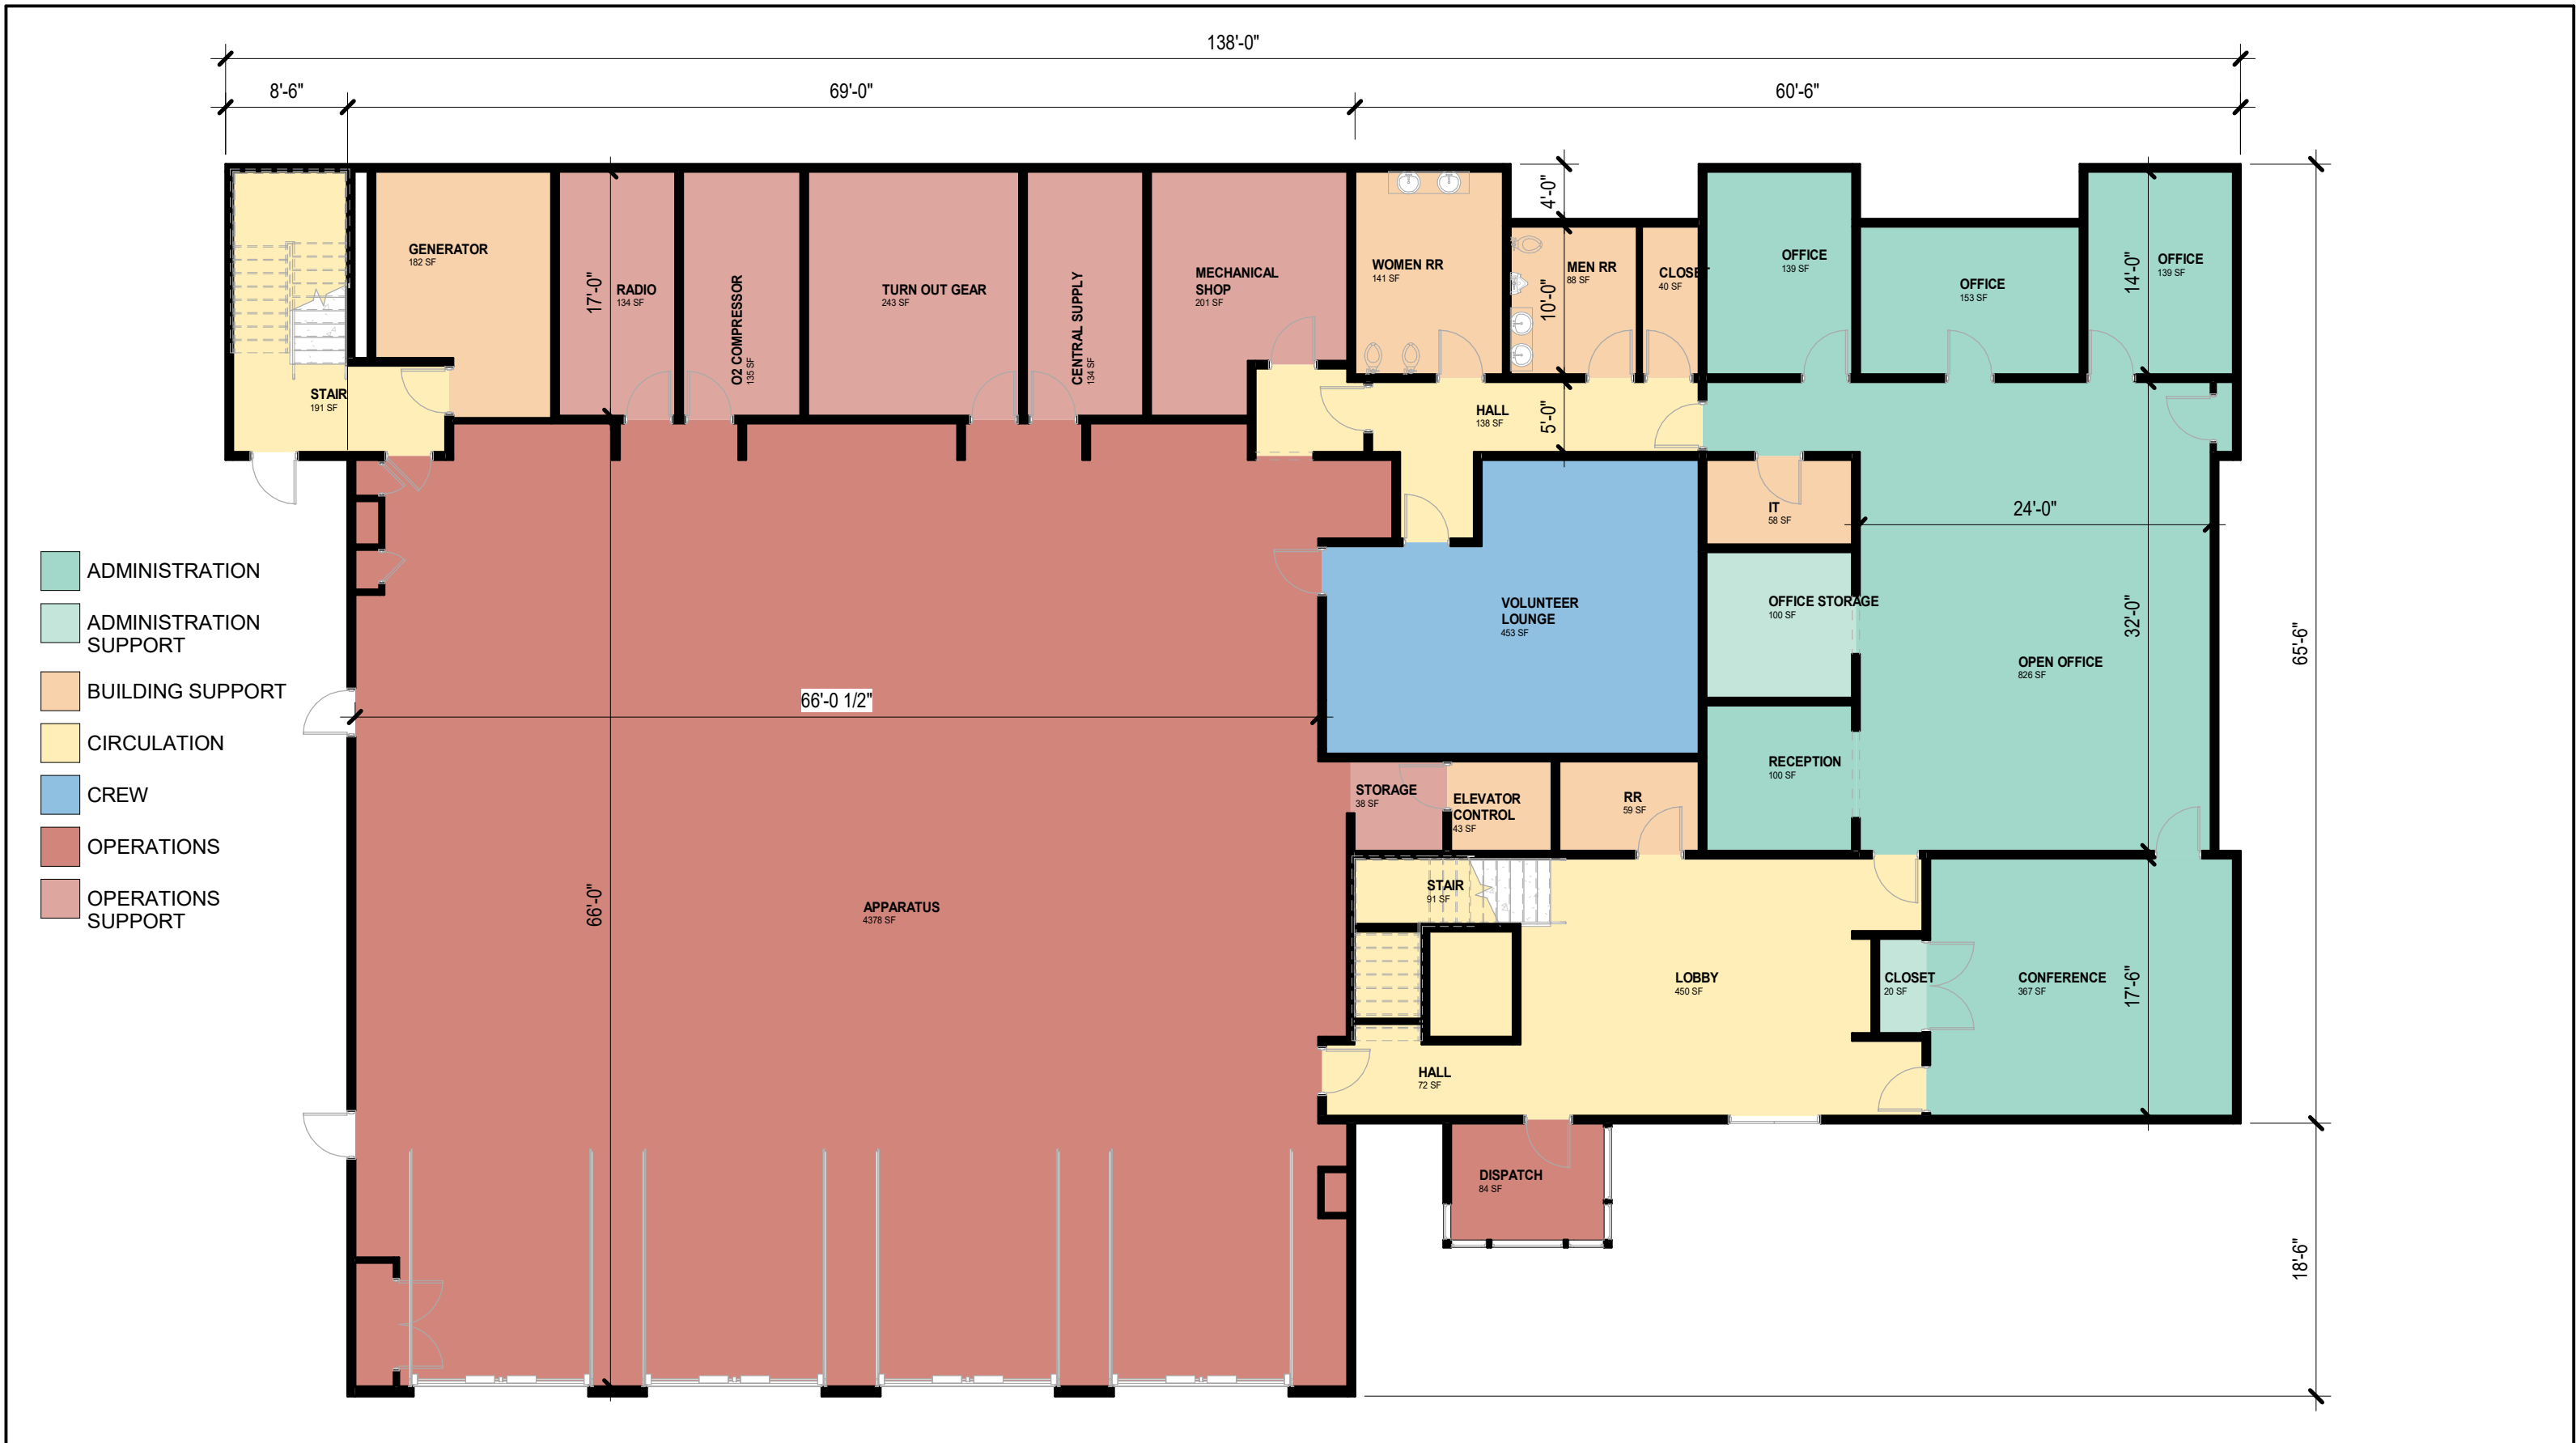 138'-0"
8'-6"
69'-0"
60'-6"
4'-0"
GENERATOR
182 SF
17'-0"
RADIO
134 SF
O2 COMPRESSOR
135 SF
TURN OUT GEAR
243 SF
CENTRAL SUPPLY
134 SF
MECHANICAL
SHOP
201 SF
WOMEN RR
141 SF
10'-0"
MEN RR
88 SF
CLOSET
40 SF
OFFICE
139 SF
OFFICE
153 SF
14'-0"
OFFICE
139 SF
STAIR
191 SF
HALL
138 SF
5'-0"
IT
58 SF
24'-0"
ADMINISTRATION
ADMINISTRATION
SUPPORT
BUILDING SUPPORT
CIRCULATION
CREW
OPERATIONS
OPERATIONS
SUPPORT
VOLUNTEER
LOUNGE
453 SF
OFFICE STORAGE
100 SF
32'-0"
65'-6"
OPEN OFFICE
826 SF
66'-0 1/2"
RECEPTION
100 SF
STORAGE
38 SF
ELEVATOR
CONTROL
43 SF
RR
59 SF
66'-0"
APPARATUS
4378 SF
STAIR
91 SF
LOBBY
450 SF
CLOSET
20 SF
CONFERENCE
367 SF
17'-6"
HALL
72 SF
DISPATCH
84 SF
18'-6"